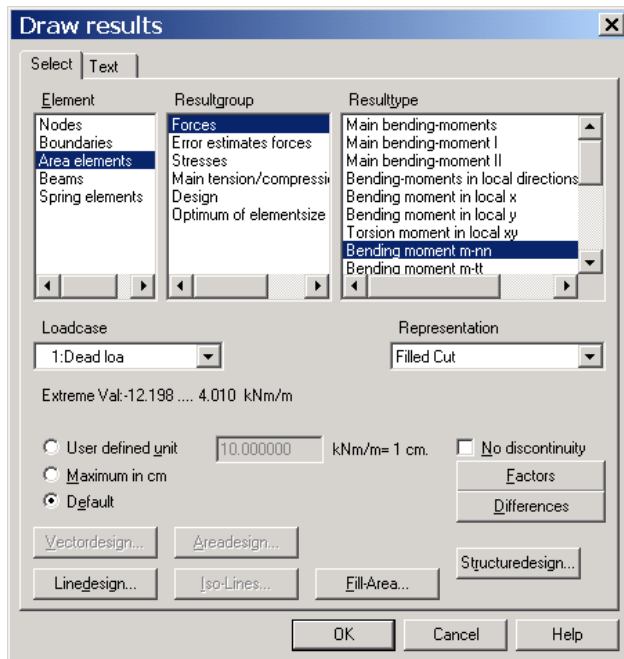 Draw results
Select Text
Element Resultgroup Resulttype
Nodes
Boundaries
Area elements
Beams
Spring elements
Forces
Error estimates forces
Stresses
Main tension/compressi
Design
Optimum of elementsize
Main bending-moments
Main bending-moment I
Main bending-moment II
Bending-moments in local directions
Bending moment in local x
Bending moment in local y
Torsion moment in local xy
Bending moment m-nn
Bending moment m-tt
Loadcase Representation
1:Dead loa Filled Cut
Extreme Val:-12.198 .... 4.010 kNm/m
User defined unit 10.000000 kNm/m= 1 cm. No discontinuity
Maximum in cm Factors
Default Differences
Vectordesign... Areadesign...
Structuredesign...
Linedesign... Iso-Lines... Fill-Area...
OK Cancel Help